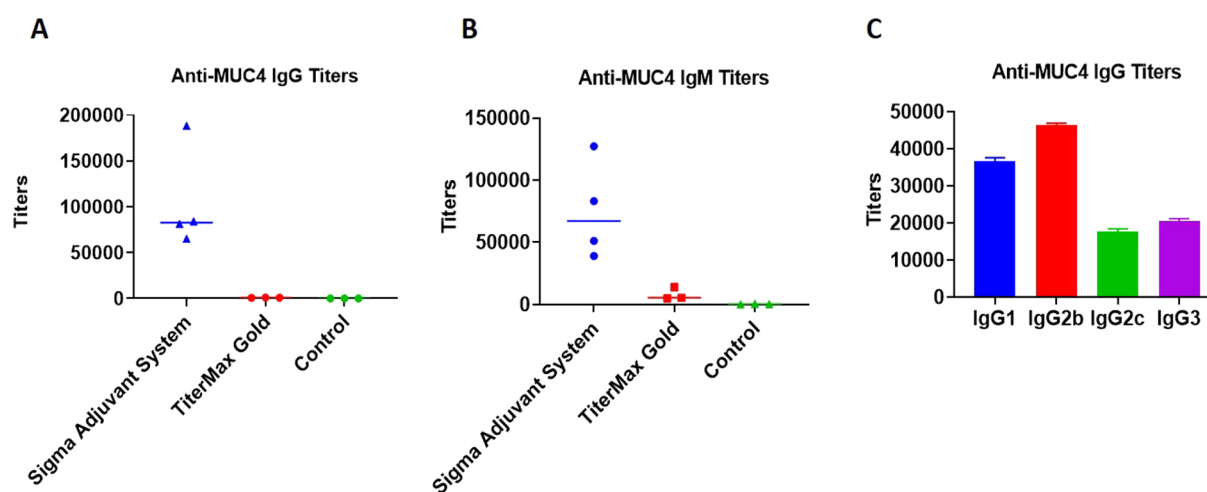 A
Anti-MUC4 IgG Titers
Titers
200000
150000
100000
50000
0
Sigma Adjuvant System
TiterMax Gold
Control
B
Anti-MUC4 IgM Titers
Titers
150000
100000
50000
0
Sigma Adjuvant System
TiterMax Gold
Control
C
Anti-MUC4 IgG Titers
Titers
50000
40000
30000
20000
10000
0
IgG1 IgG2b IgG2c IgG3